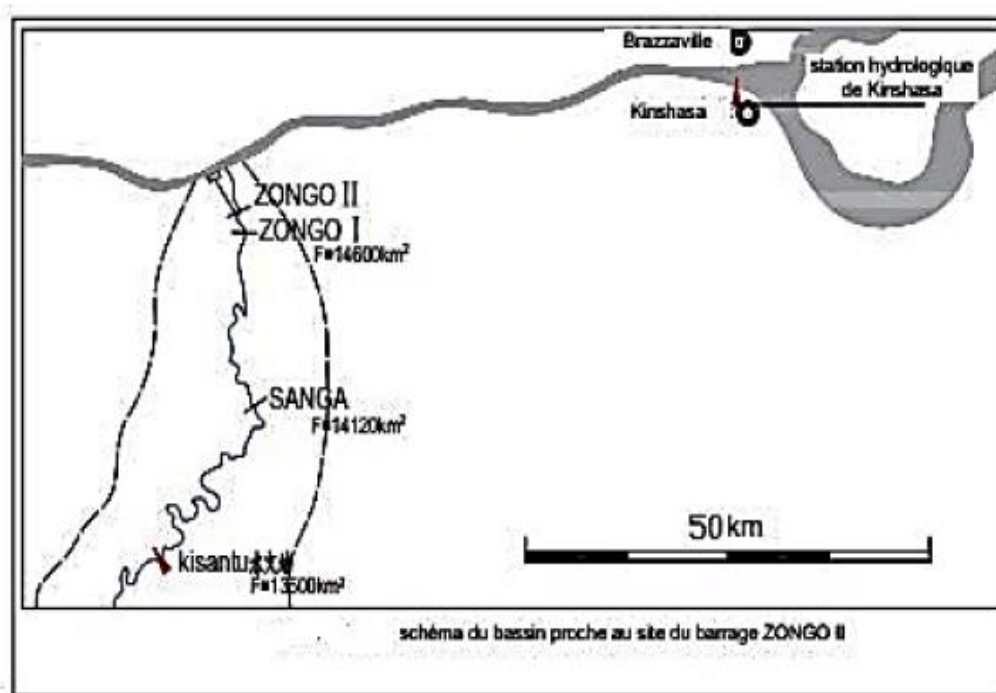 Brazzaville
station hydrologique
de Kinshasa
Kinshasa
ZONGO II
ZONGO I
F=14600km²
SANGA
F=14120km²
50 km
kisantu
F=13500km²
schéma du bassin proche au site du barrage ZONGO II